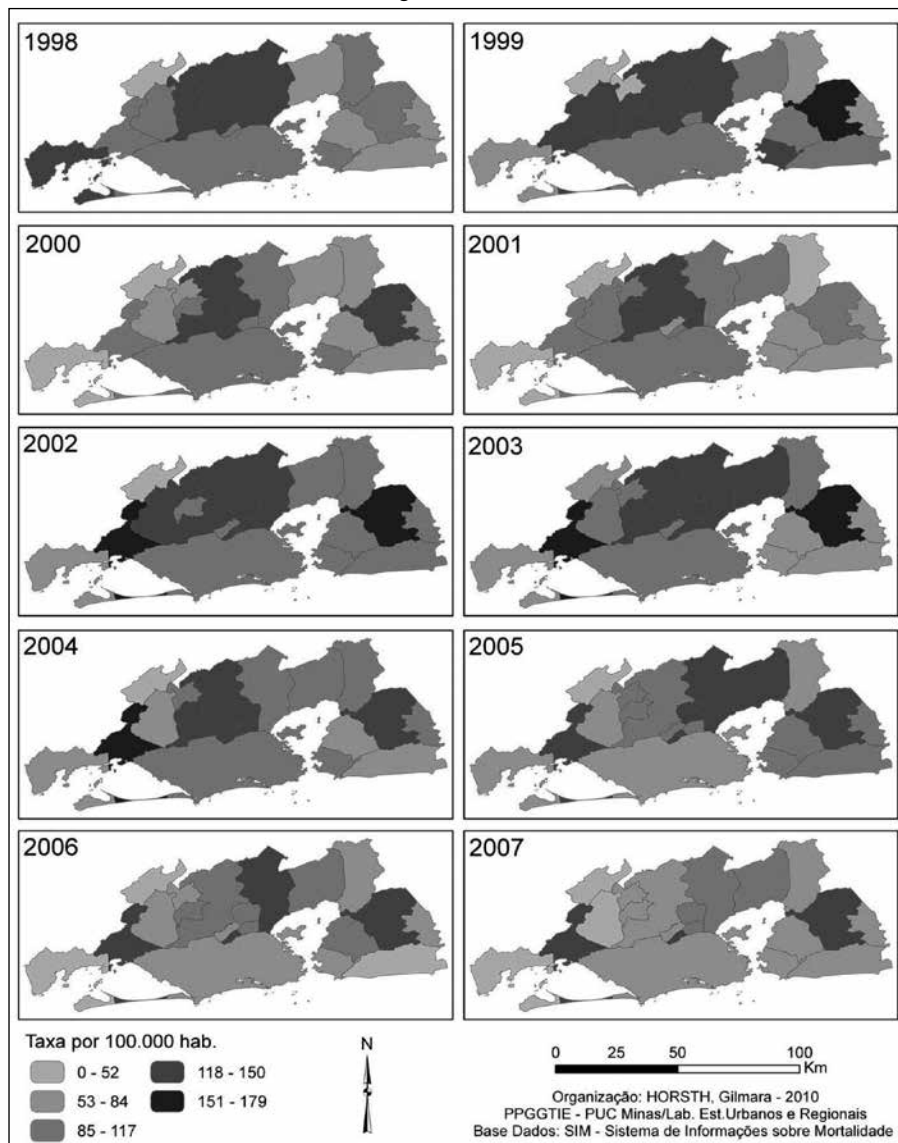 1998
1999
2000
2001
2002
2003
2004
2005
2006
2007
Taxa por 100.000 hab.
0 - 52
53 - 84
85 - 117
118 - 150
151 - 179
N
0 25 50 100
Km
Organização: HORSTH, Gilmara - 2010
PPGGTIE - PUC Minas/Lab. Est.Urbanos e Regionais
Base Dados: SIM - Sistema de Informações sobre Mortalidade